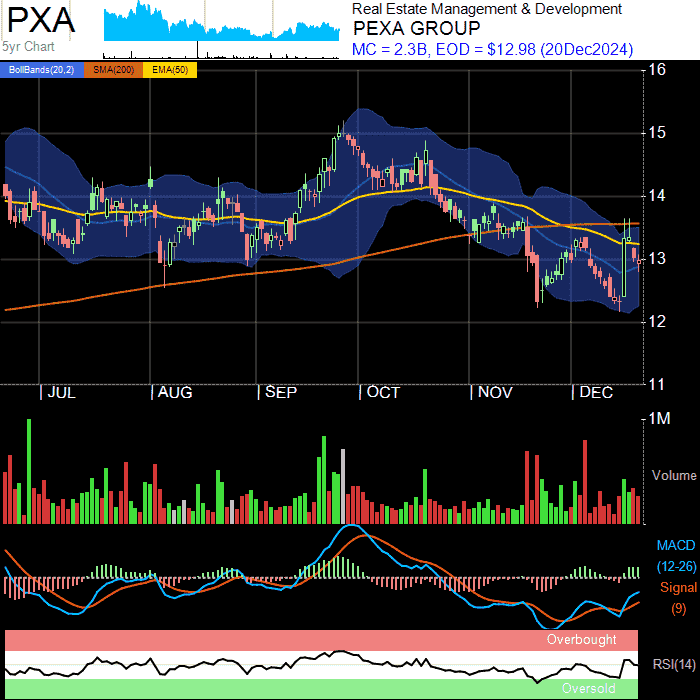 PXA
5yr Chart
Real Estate Management & Development
PEXA GROUP
MC = 2.3B, EOD = $12.98 (20Dec2024)
BollBands(20,2) SMA(200) EMA(50)
16
15
14
13
12
11
JUL AUG SEP OCT NOV DEC
1M
Volume
MACD
(12-26)
Signal
(9)
Overbought
RSI(14)
Oversold